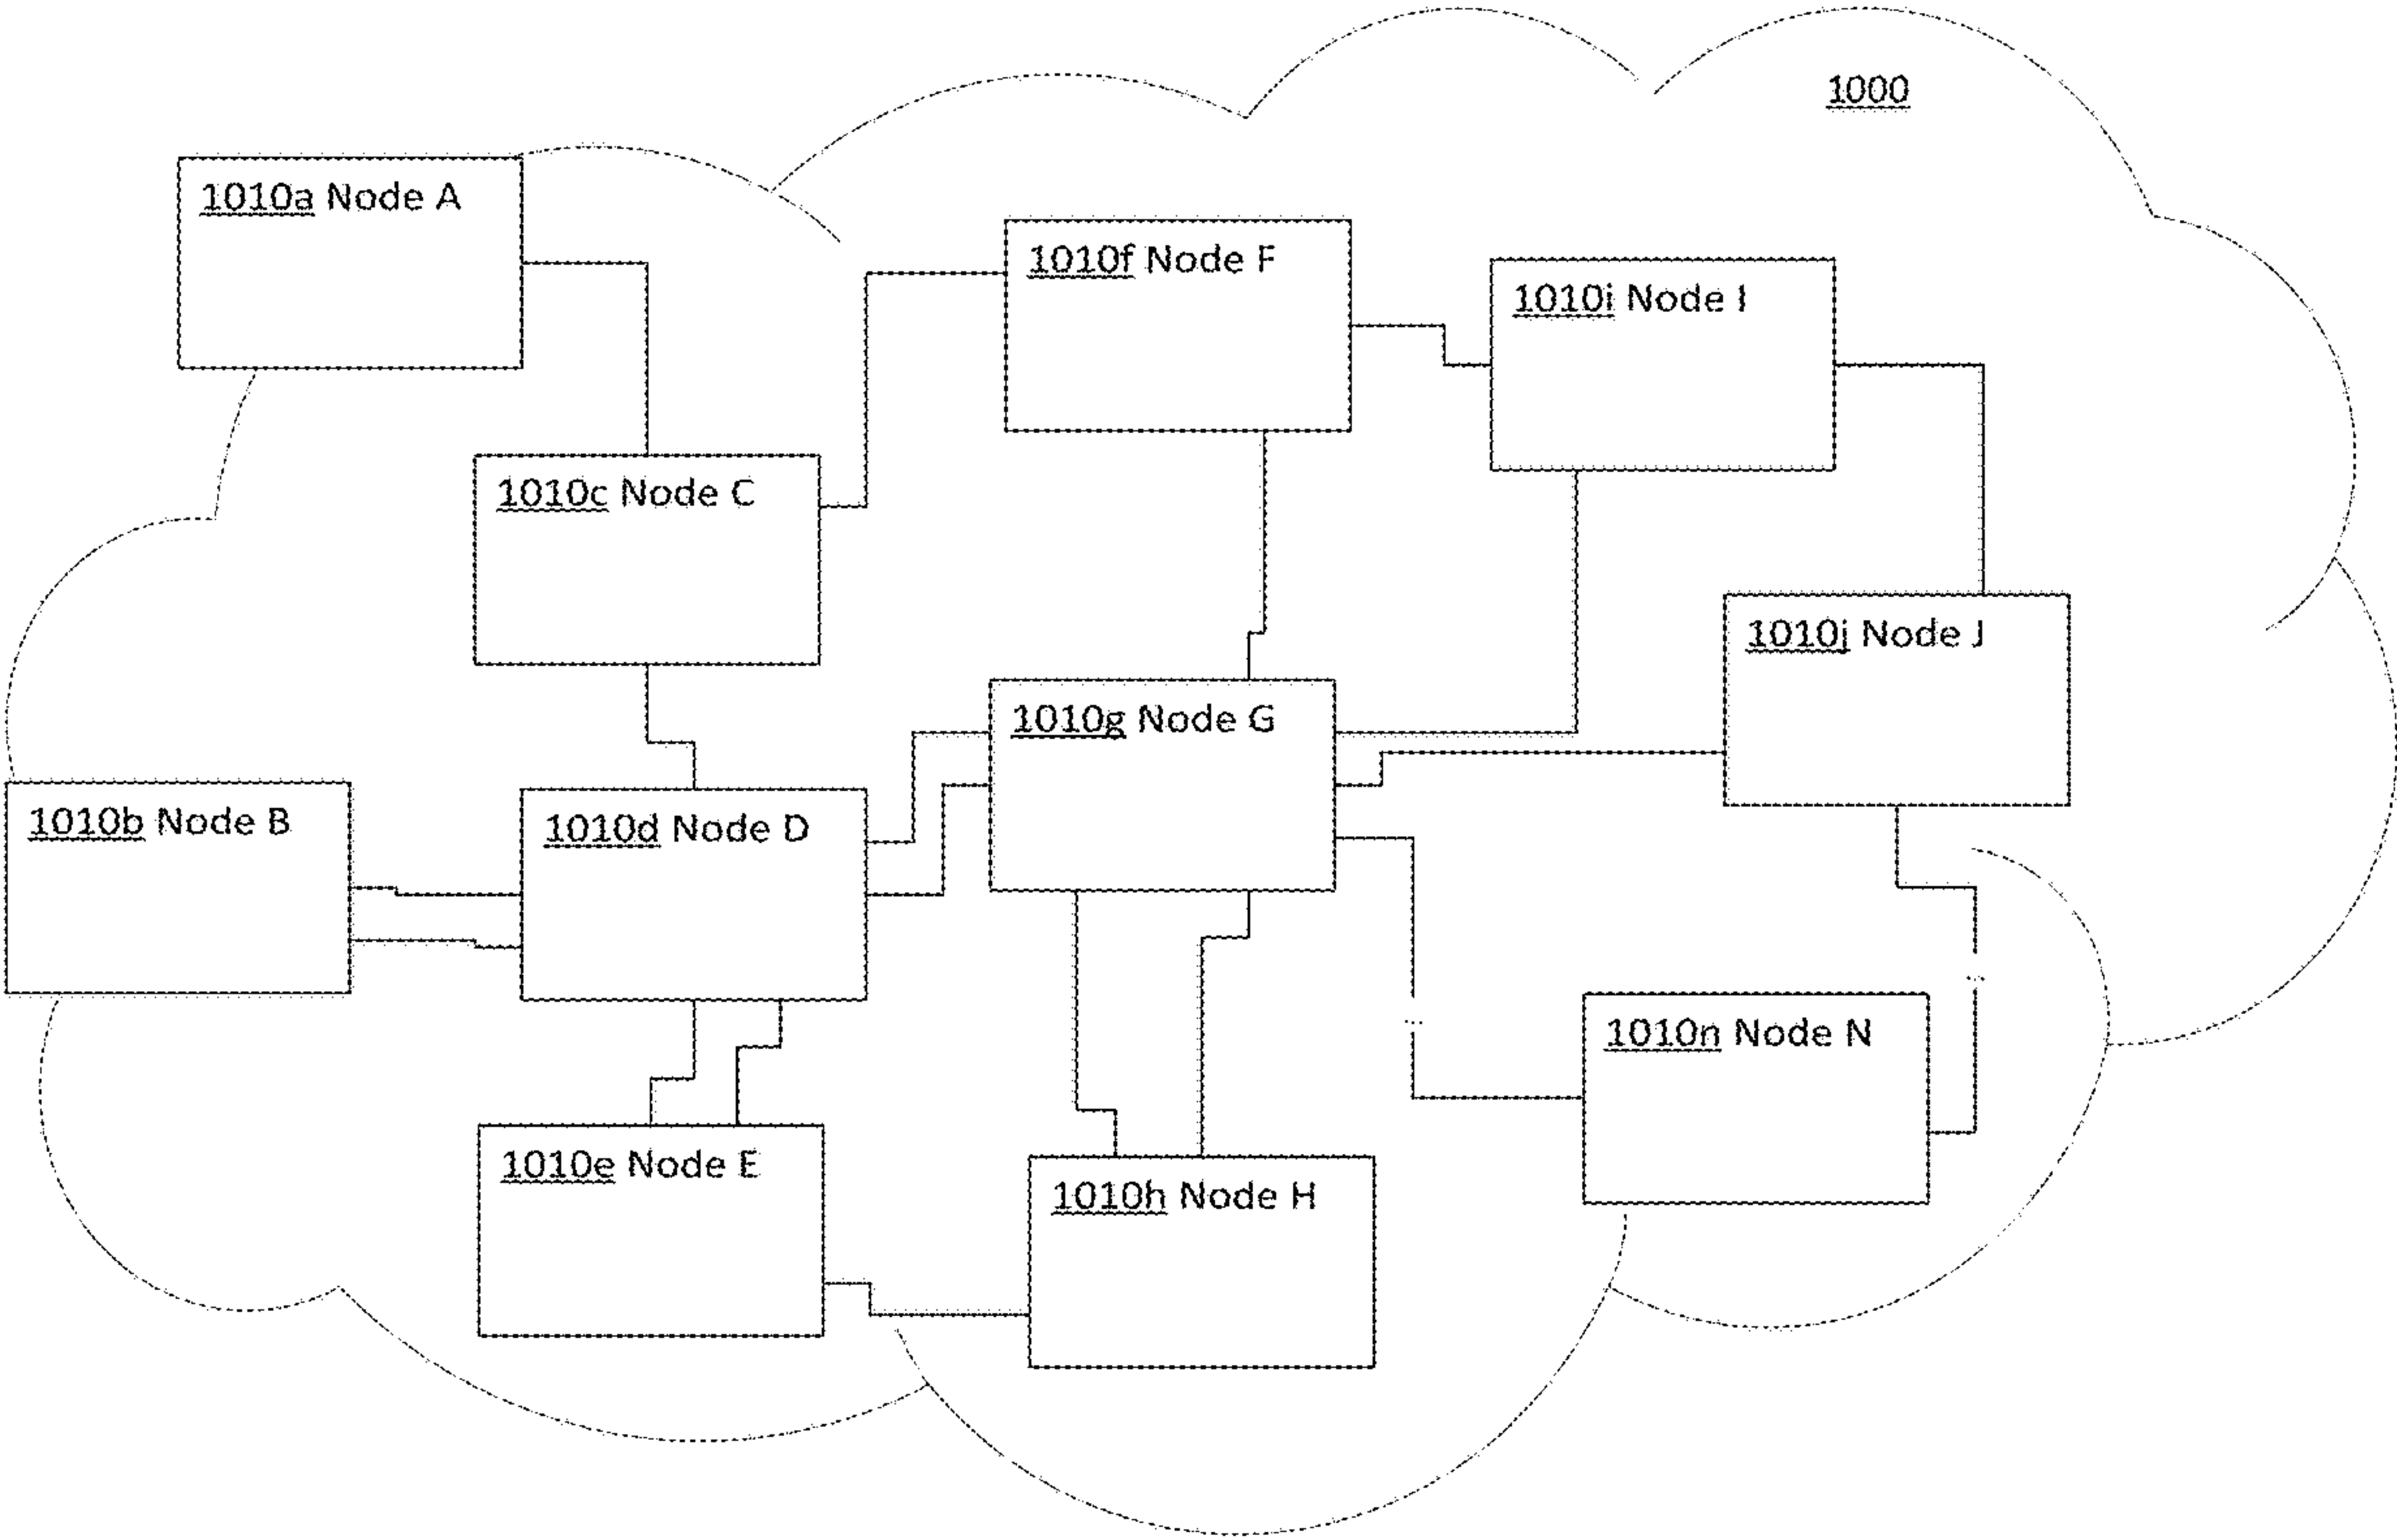 1000
1010a Node A
1010f Node F
1010i Node I
1010c Node C
1010j Node J
1010g Node G
1010b Node B
1010d Node D
1010n Node N
1010e Node E
1010h Node H